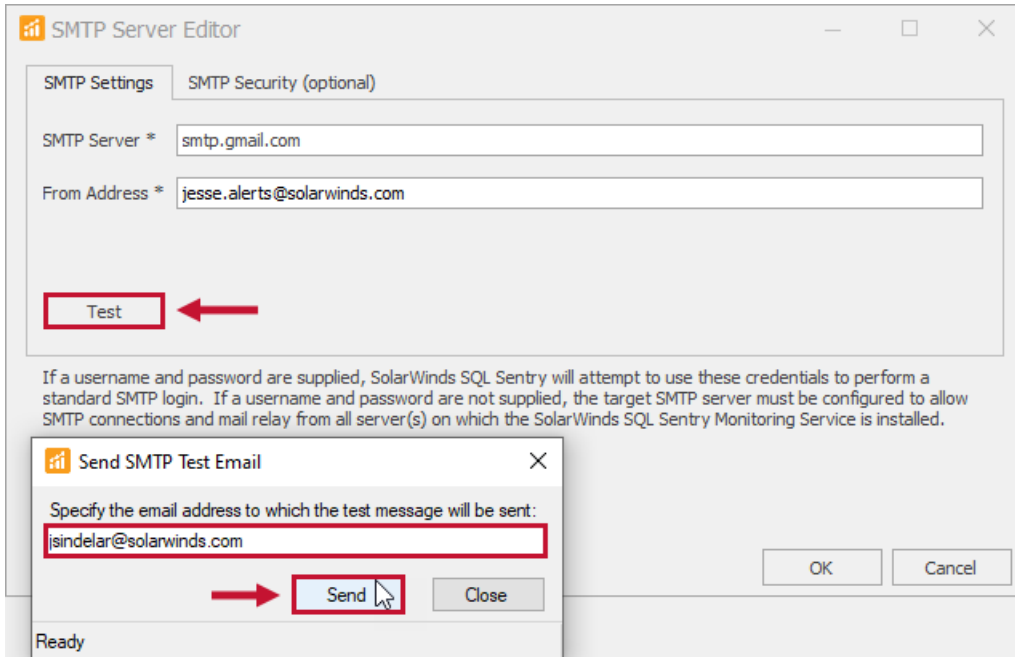 SMTP Server Editor
SMTP Settings
SMTP Security (optional)
SMTP Server *
smtp.gmail.com
From Address *
jesse.alerts@solarwinds.com
Test
If a username and password are supplied, SolarWinds SQL Sentry will attempt to use these credentials to perform a
standard SMTP login.  If a username and password are not supplied, the target SMTP server must be configured to allow
SMTP connections and mail relay from all server(s) on which the SolarWinds SQL Sentry Monitoring Service is installed.
Send SMTP Test Email
Specify the email address to which the test message will be sent:
jsindelar@solarwinds.com
Send
Close
Ready
OK
Cancel